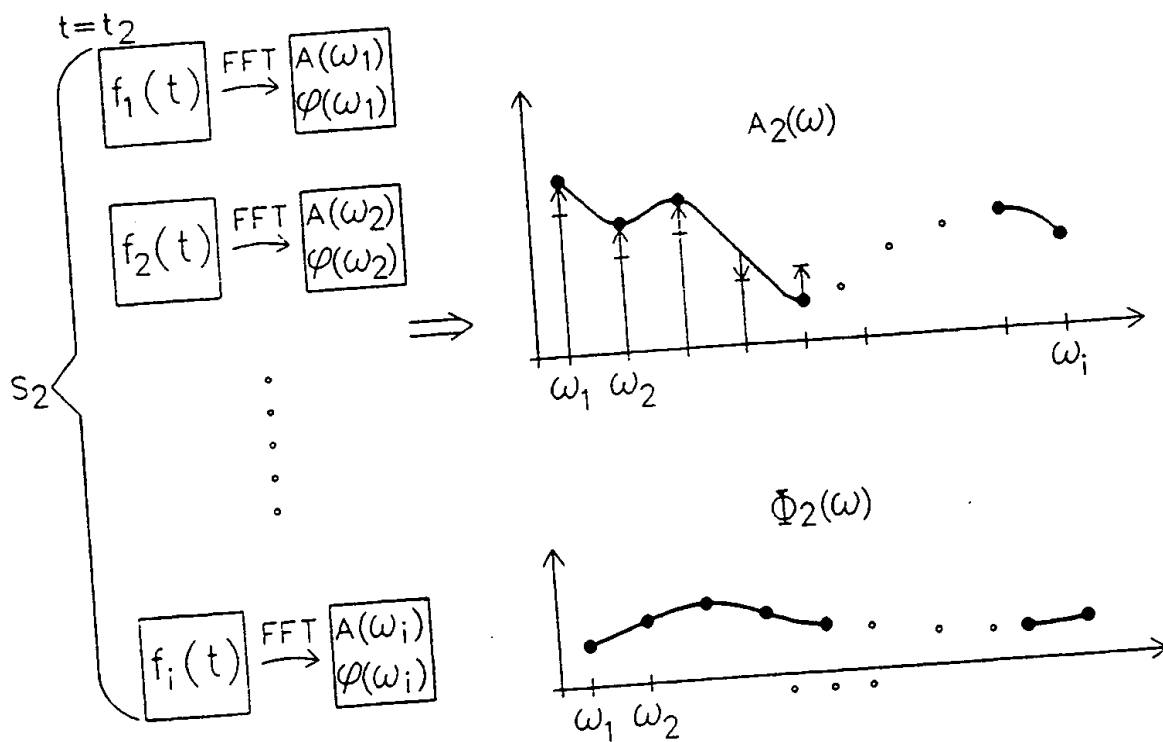 t=t₂
f₁(t) FFT A(ω₁)
φ(ω₁)
f₂(t) FFT A(ω₂)
φ(ω₂)
S₂
fᵢ(t) FFT A(ωᵢ)
φ(ωᵢ)
A₂(ω)
ω₁ ω₂ ωᵢ
Φ₂(ω)
ω₁ ω₂